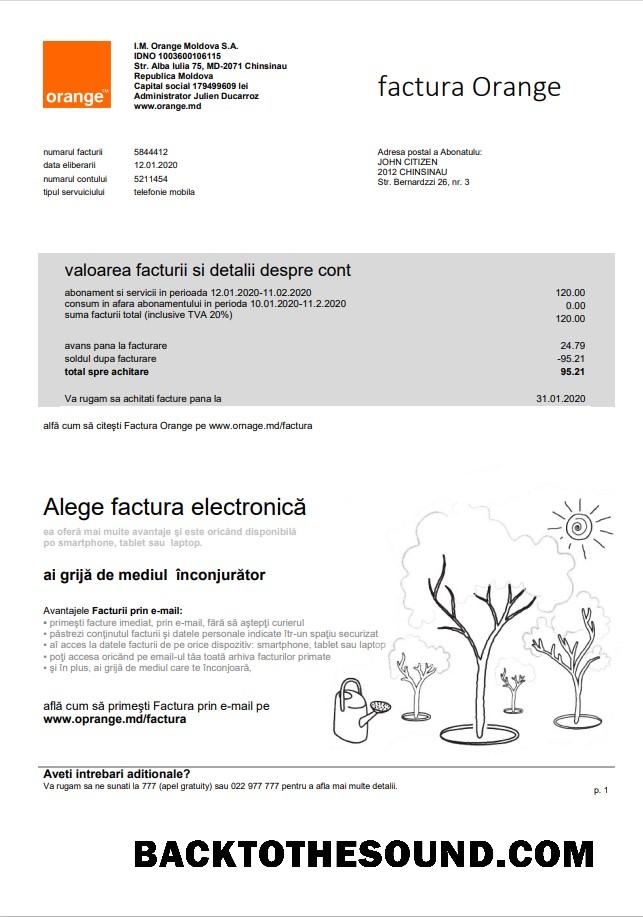 orange™
I.M. Orange Moldova S.A.
IDNO 1003600106115
Str. Alba Iulia 75, MD-2071 Chinsinau
Republica Moldova
Capital social 179499609 lei
Administrator Julien Ducarroz
www.orange.md
factura Orange
numarul facturii 5844412
data eliberarii 12.01.2020
numarul contului 5211454
tipul servuiciului telefonie mobila
Adresa postal a Abonatulu:
JOHN CITIZEN
2012 CHINSINAU
Str. Bernardzzi 26, nr. 3
valoarea facturii si detalii despre cont
abonament si servicii in perioada 12.01.2020-11.02.2020 120.00
consum in afara abonamentului in perioda 10.01.2020-11.2.2020 0.00
suma facturii total (inclusive TVA 20%) 120.00
avans pana la facturare 24.79
soldul dupa facturare -95.21
total spre achitare 95.21
Va rugam sa achitati facture pana la 31.01.2020
alfă cum să citeşti Factura Orange pe www.ornage.md/factura
Alege factura electronică
ea oferă mai muite avantaje şi este oricând disponibilă
po smartphone, tablet sau laptop.
ai grijă de mediul înconjurător
Avantajele Facturii prin e-mail:
• primeşti facture imediat, prin e-mail, fără să aştepţi curierul
• păstrezi conţinutul facturii şi datele personale indicate îtr-un spaţiu securizat
• aî acces la datele facturii de pe orice dispozitiv: smartphone, tablet sau laptop
• poţi accesa oricând pe email-ul tăa toată arhiva facturilor primate
• şi în plus, ai grijă de mediul care te înconjoară,
află cum să primeşti Factura prin e-mail pe
www.oprange.md/factura
Aveti intrebari aditionale?
Va rugam sa ne sunati la 777 (apel gratuity) sau 022 977 777 pentru a afla mai multe detalii.
p. 1
BACKTOTHESOUND.COM